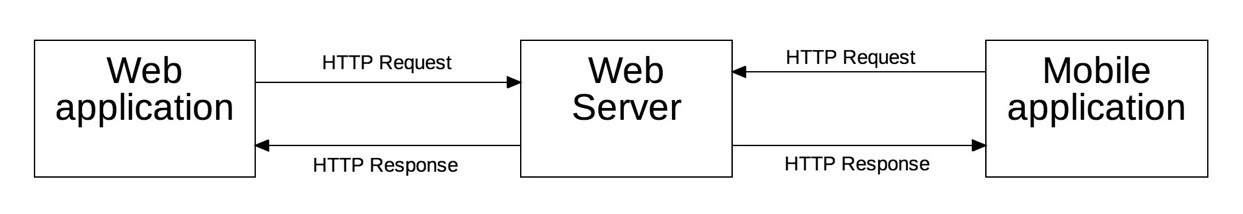 Web
application
HTTP Request
HTTP Response
Web
Server
HTTP Request
HTTP Response
Mobile
application